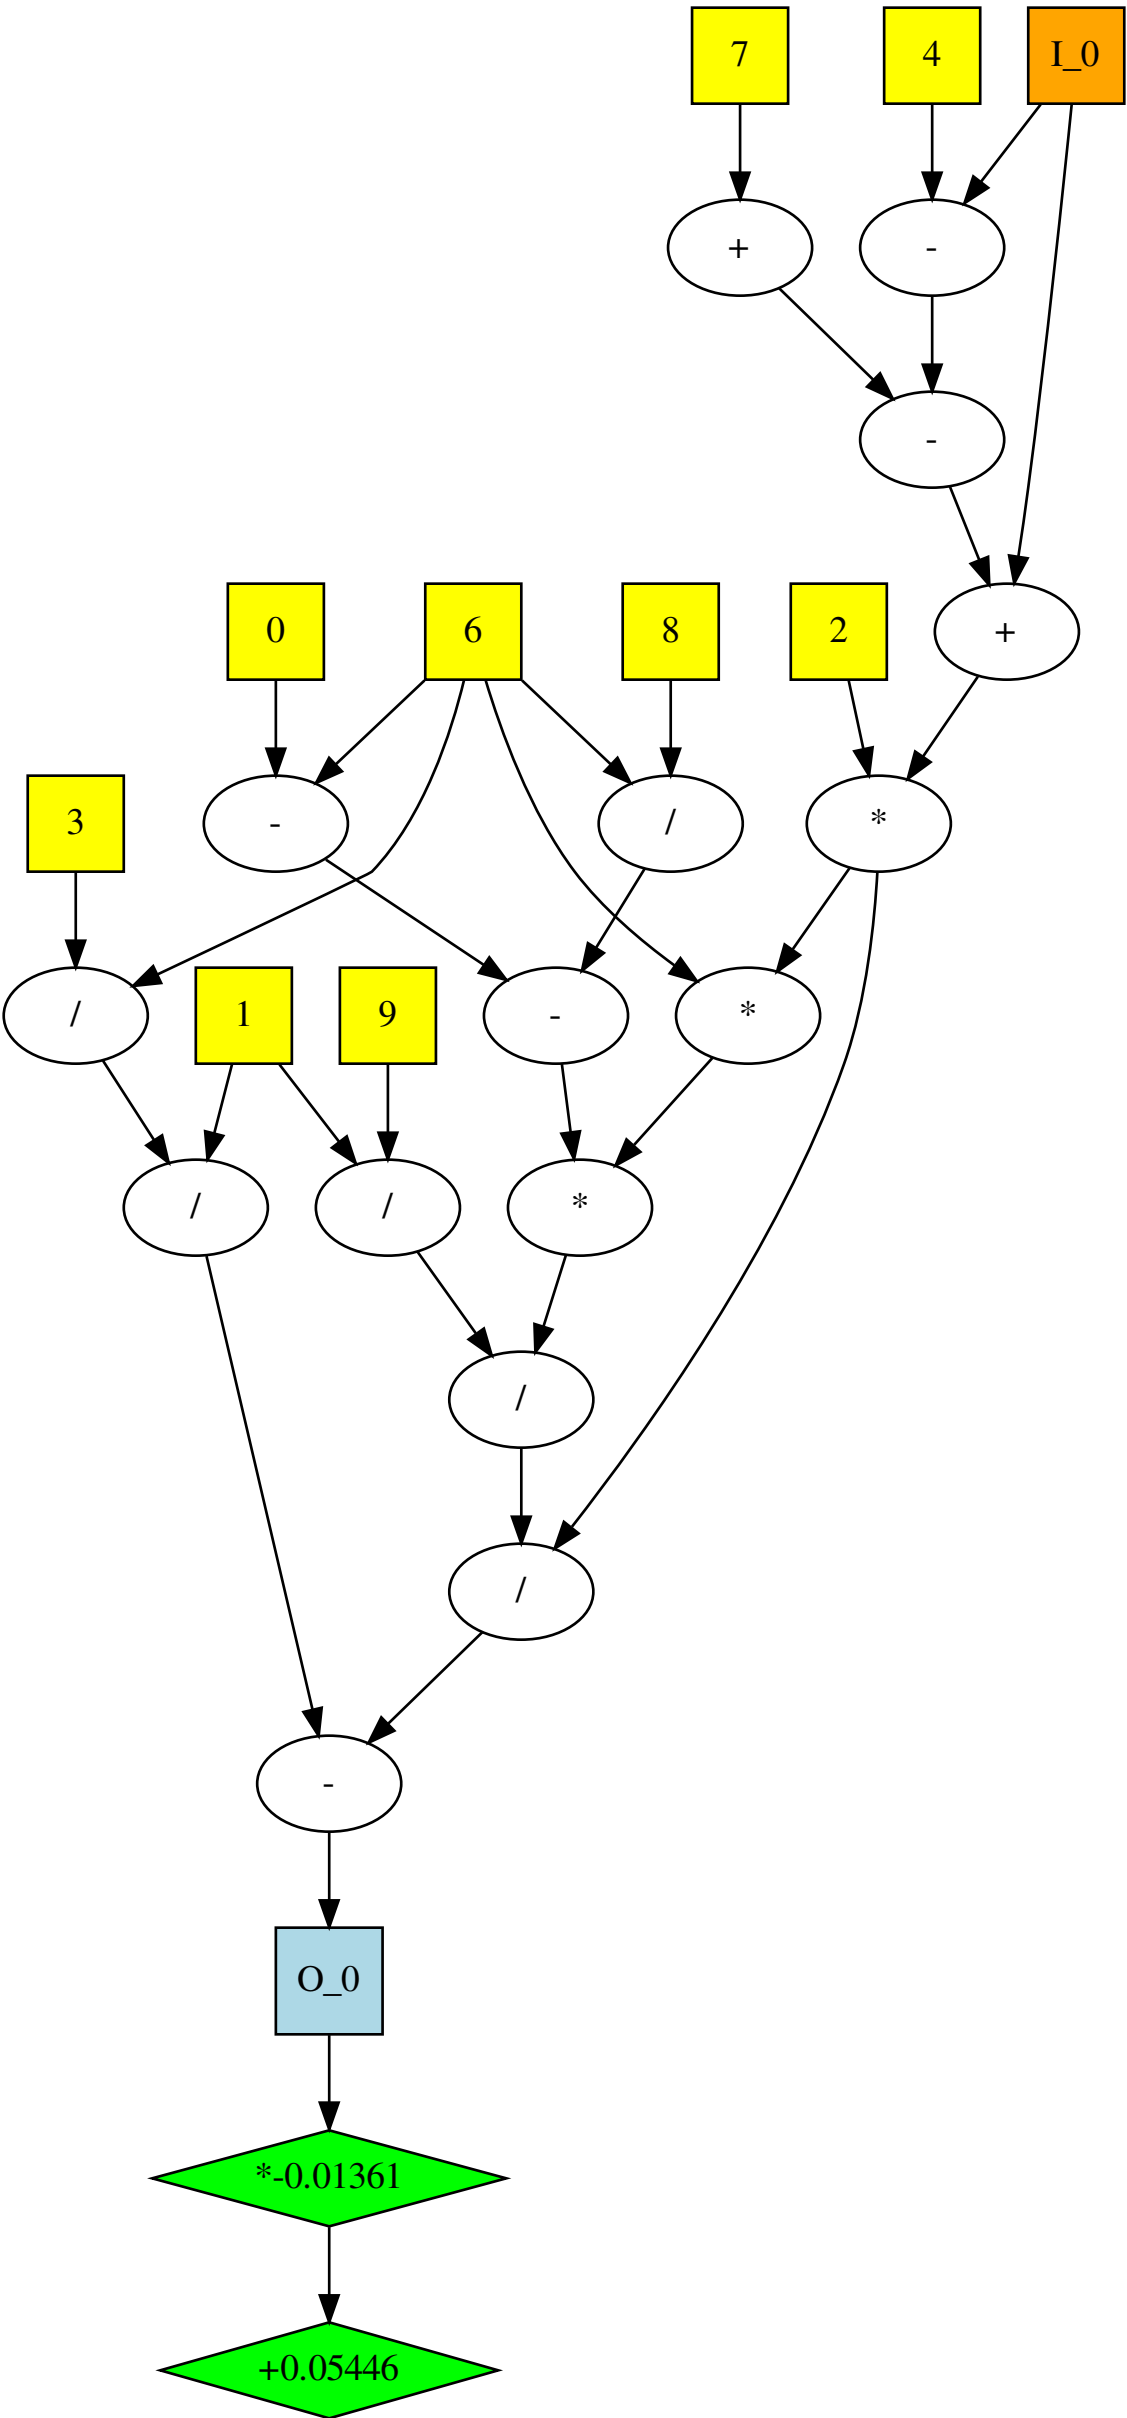 7 4 I_0
+ -
-
0 6 8 2 +
3 - / *
/ 1 9 - *
/ / *
/
/
-
O_0
*-0.01361
+0.05446